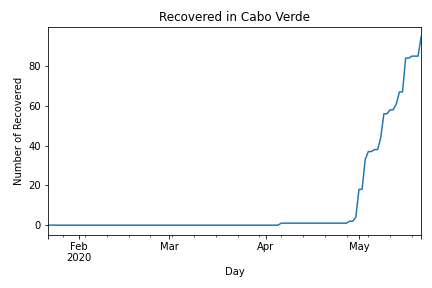 Recovered in Cabo Verde
Number of Recovered
80
60
40
20
0
Feb
2020
Mar
Apr
May
Day